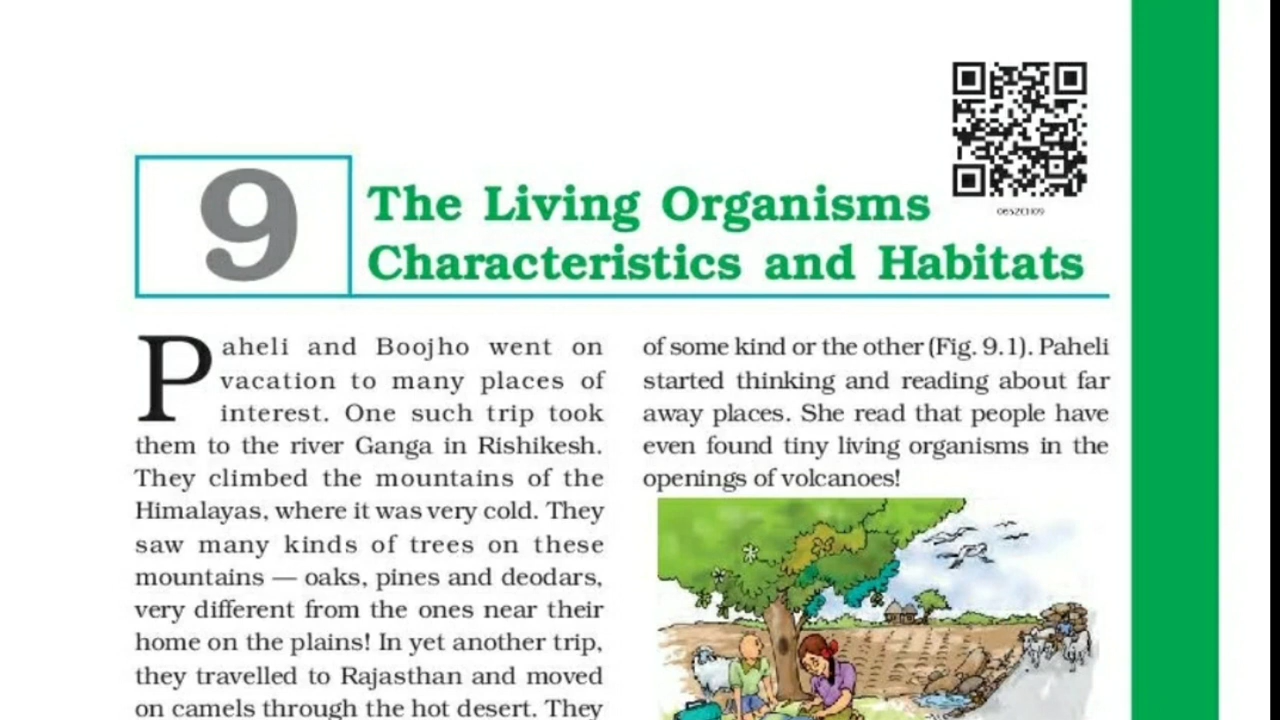 9
The Living Organisms
Characteristics and Habitats
Paheli and Boojho went on
vacation to many places of
interest. One such trip took
them to the river Ganga in Rishikesh.
They climbed the mountains of the
Himalayas, where it was very cold. They
saw many kinds of trees on these
mountains — oaks, pines and deodars,
very different from the ones near their
home on the plains! In yet another trip,
they travelled to Rajasthan and moved
on camels through the hot desert. They
of some kind or the other (Fig. 9.1). Paheli
started thinking and reading about far
away places. She read that people have
even found tiny living organisms in the
openings of volcanoes!